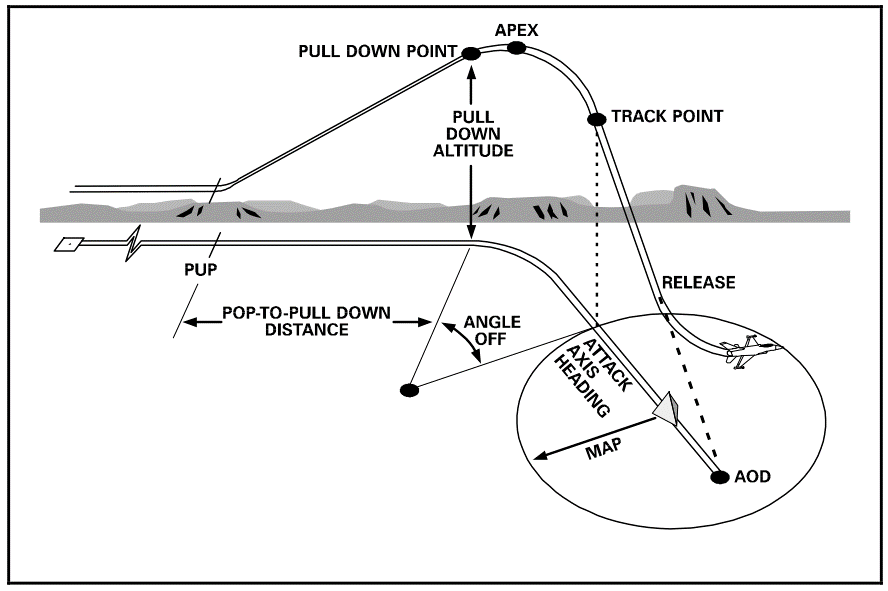 APEX
PULL DOWN POINT
PULL
DOWN
ALTITUDE
TRACK POINT
PUP
RELEASE
POP-TO-PULL DOWN
DISTANCE
ANGLE
OFF
ATTACK
AXIS
HEADING
MAP
AOD